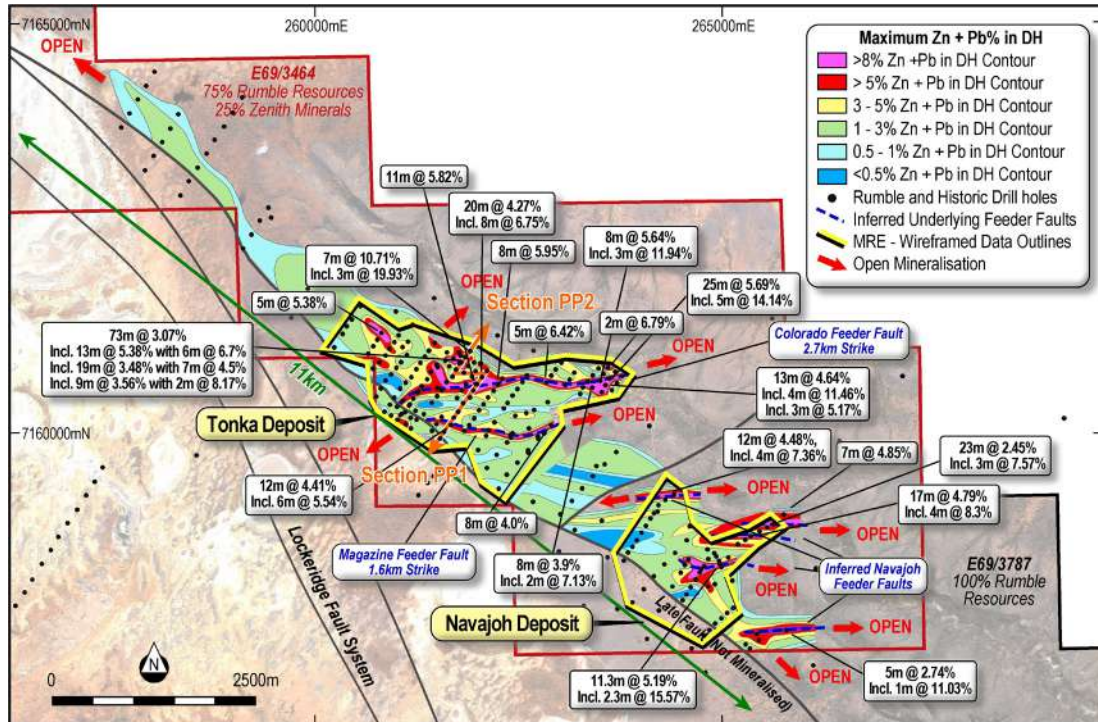 7165000mN
260000mE
265000mE
OPEN
E69/3464
75% Rumble Resources
25% Zenith Minerals
Maximum Zn + Pb% in DH
>8% Zn +Pb in DH Contour
> 5% Zn + Pb in DH Contour
3 - 5% Zn + Pb in DH Contour
1 - 3% Zn + Pb in DH Contour
0.5 - 1% Zn + Pb in DH Contour
<0.5% Zn + Pb in DH Contour
Rumble and Historic Drill holes
Inferred Underlying Feeder Faults
MRE - Wireframed Data Outlines
Open Mineralisation
11m @ 5.82%
20m @ 4.27%
Incl. 8m @ 6.75%
8m @ 5.95%
8m @ 5.64%
Incl. 3m @ 11.94%
7m @ 10.71%
Incl. 3m @ 19.93%
25m @ 5.69%
Incl. 5m @ 14.14%
OPEN
Section PP2
5m @ 5.38%
5m @ 6.42%
2m @ 6.79%
73m @ 3.07%
Incl. 13m @ 5.38% with 6m @ 6.7%
Incl. 19m @ 3.48% with 7m @ 4.5%
Incl. 9m @ 3.56% with 2m @ 8.17%
Colorado Feeder Fault
2.7km Strike
OPEN
11km
13m @ 4.64%
Incl. 4m @ 11.46%
Incl. 3m @ 5.17%
Tonka Deposit
OPEN
7160000mN
OPEN
Section PP1
12m @ 4.48%,
Incl. 4m @ 7.36%
7m @ 4.85%
23m @ 2.45%
Incl. 3m @ 7.57%
12m @ 4.41%
Incl. 6m @ 5.54%
OPEN
17m @ 4.79%
Incl. 4m @ 8.3%
8m @ 4.0%
OPEN
Magazine Feeder Fault
1.6km Strike
8m @ 3.9%
Incl. 2m @ 7.13%
OPEN
Inferred Navajoh
Feeder Faults
E69/3787
100% Rumble
Resources
Lockeridge Fault System
Navajoh Deposit
Late Fault (Not Mineralised)
OPEN
OPEN
N
11.3m @ 5.19%
Incl. 2.3m @ 15.57%
5m @ 2.74%
Incl. 1m @ 11.03%
0
2500m